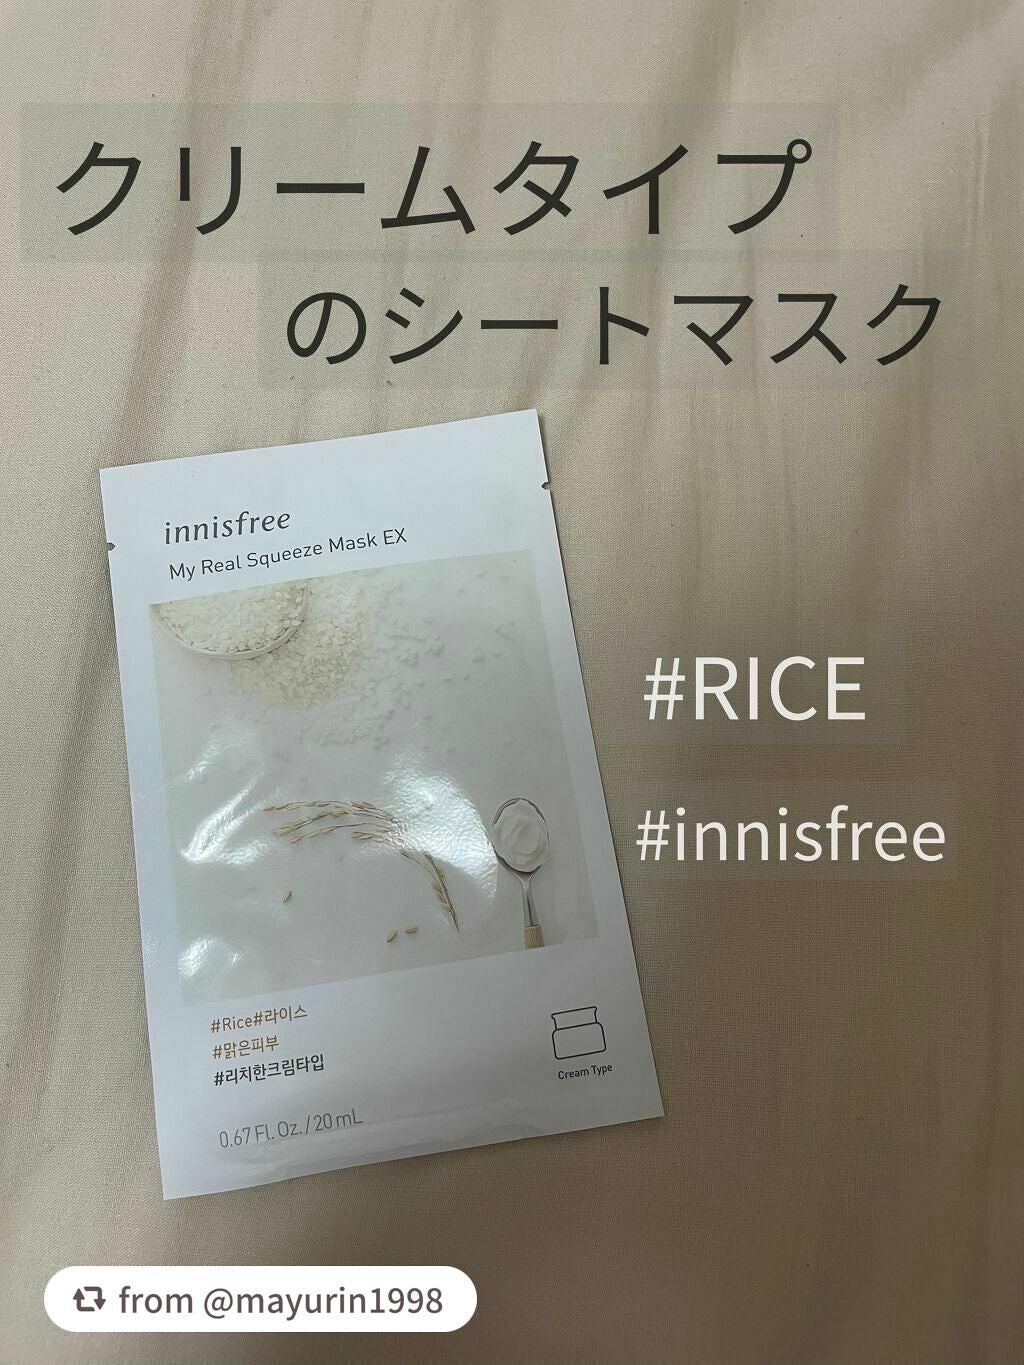 クリームタイプ
のシートマスク
innisfree
My Real Squeeze Mask EX
#RICE
#innisfree
#Rice#라이스
#맑은피부
#리치한크림타입
Cream Type
0.67 Fl. Oz. / 20 mL
from @mayurin1998